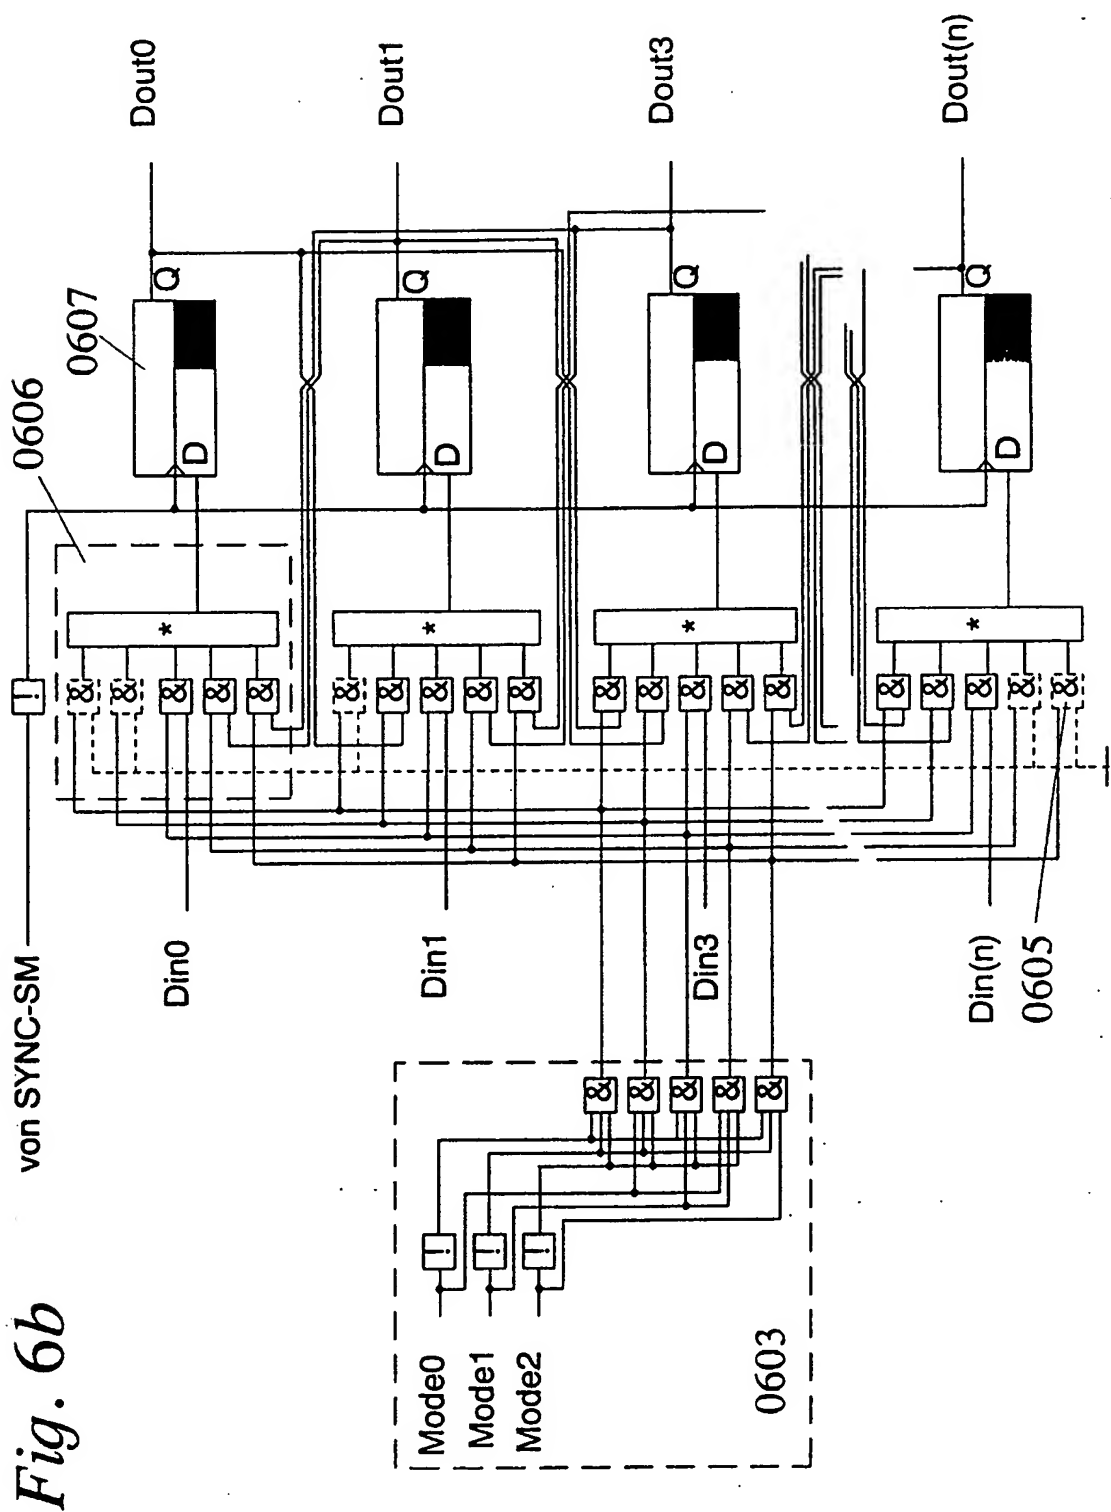 Fig. 6b
von SYNC-SM
!
0606
0607
Dout0
Dout1
Dout3
Dout(n)
& & & & &
*
D
Q
& & & & &
*
D
Q
& & & & &
*
D
Q
& & & & &
*
D
Q
Din0
Din1
Din3
Din(n)
0605
Mode0
Mode1
Mode2
! ! !
& & & & &
0603